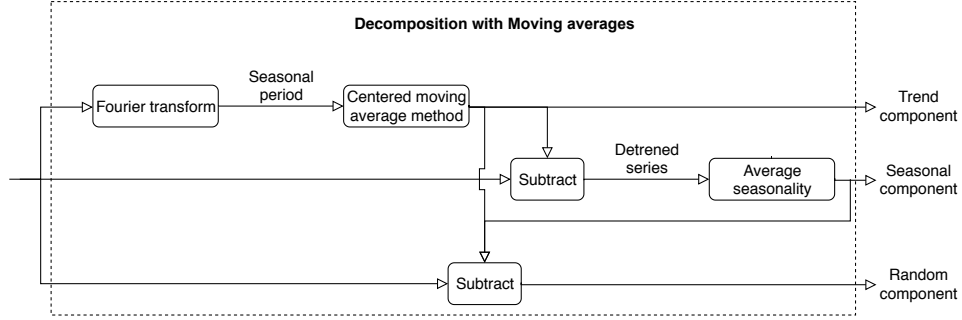 Decomposition with Moving averages
Seasonal
period
Fourier transform
Centered moving
average method
Trend
component
Detrened
series
Subtract
Average
seasonality
Seasonal
component
Subtract
Random
component